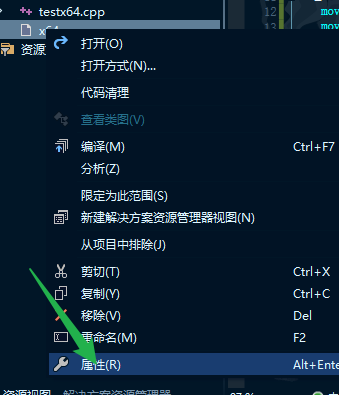 testx64.cpp
12 mov
13 mov
x64
资源
打开(O)
打开方式(N)...
代码清理
查看类图(V)
编译(M) Ctrl+F7
分析(Z)
限定为此范围(S)
新建解决方案资源管理器视图(N)
从项目中排除(J)
剪切(T) Ctrl+X
复制(Y) Ctrl+C
移除(V) Del
重命名(M) F2
属性(R) Alt+Ente
资源视图 解决方案资源管理器